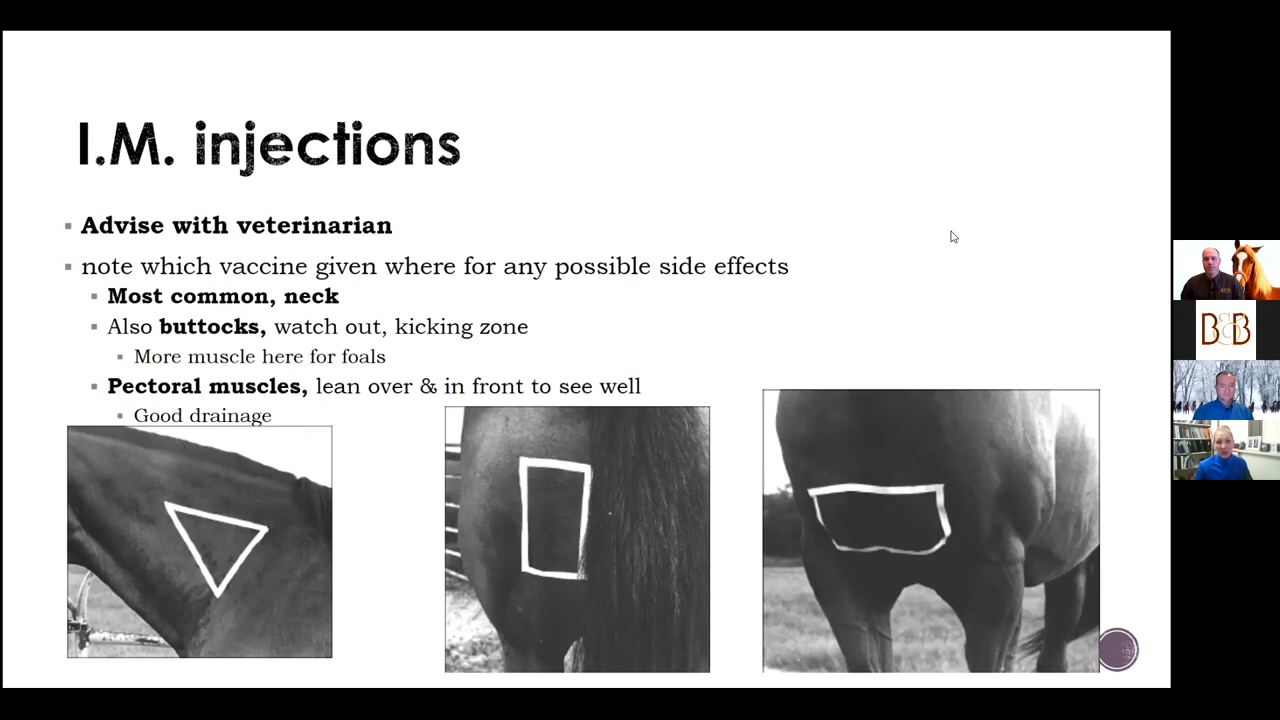 I.M. injections
Advise with veterinarian
note which vaccine given where for any possible side effects
Most common, neck
Also buttocks, watch out, kicking zone
More muscle here for foals
Pectoral muscles, lean over & in front to see well
Good drainage
B&B